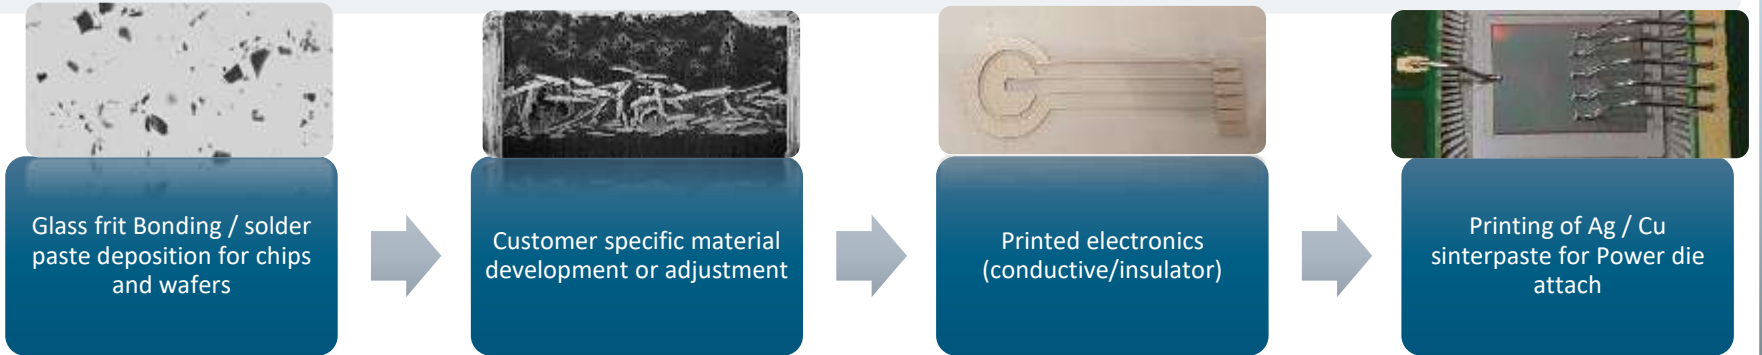 Glass frit Bonding / solder
paste deposition for chips
and wafers
Customer specific material
development or adjustment
Printed electronics
(conductive/insulator)
Printing of Ag / Cu
sinterpaste for Power die
attach